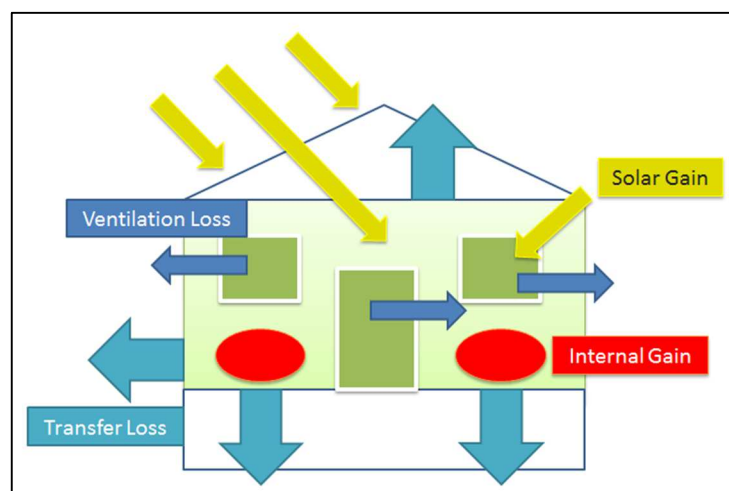 Solar Gain
Ventilation Loss
Internal Gain
Transfer Loss